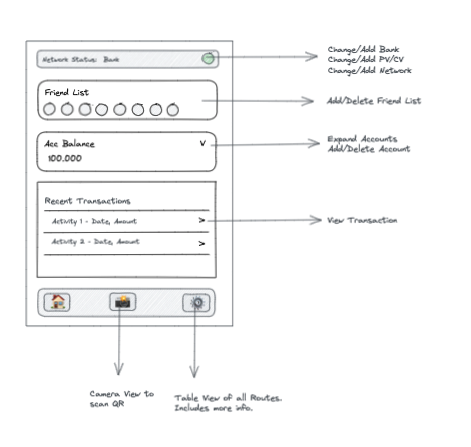 Network Status: Bank
Change/Add Bank
Change/Add PV/CV
Change/Add Network
Friend List
Add/Delete Friend List
Acc Balance V
100.000
Expand Accounts
Add/Delete Account
Recent Transactions
Activity 1 - Date, Amount >
View Transaction
Activity 2 - Date, Amount >
Camera View to
scan QR
Table View of all Routes.
Includes more info.